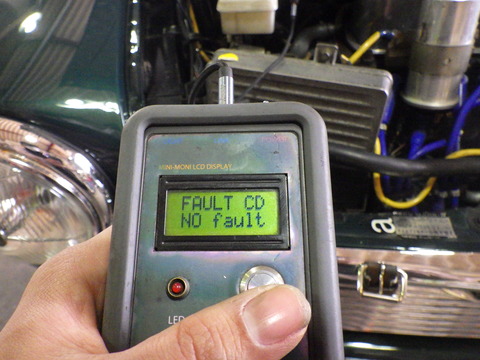 MINI-MONI LCD DISPLAY
FAULT CD
NO fault
LED
a